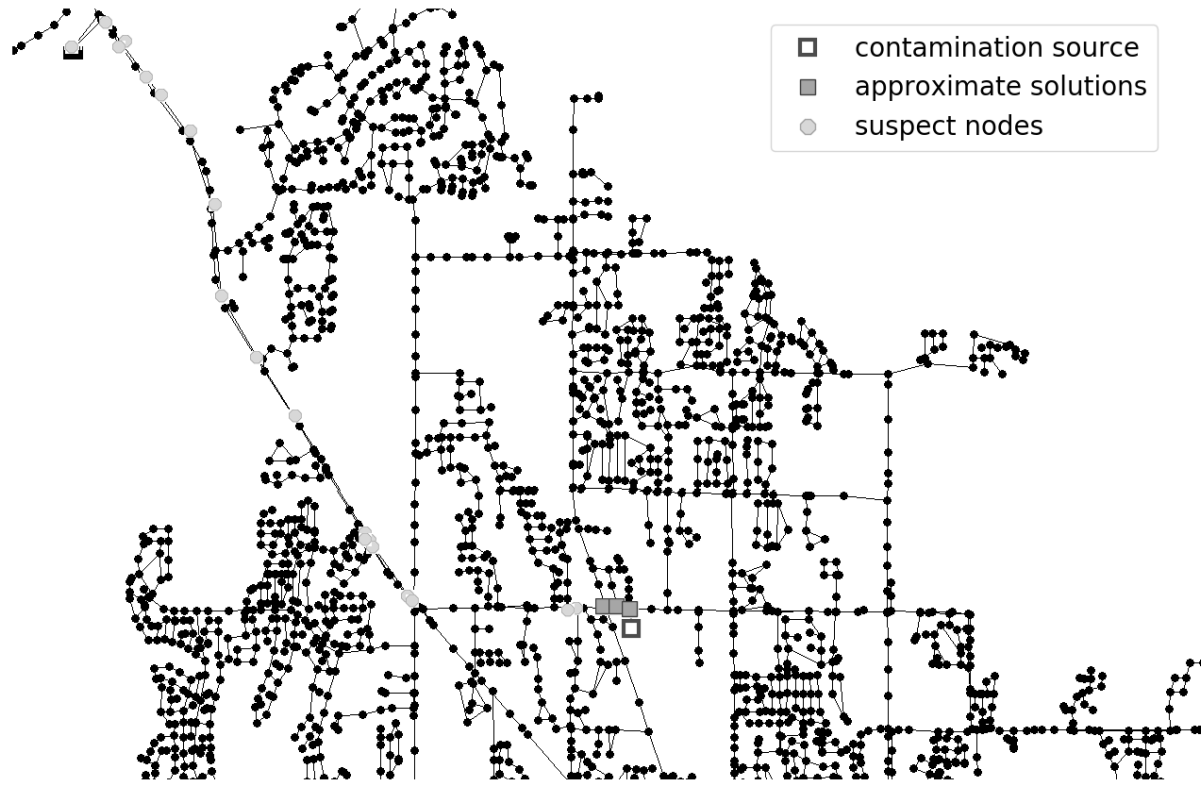 contamination source
approximate solutions
suspect nodes